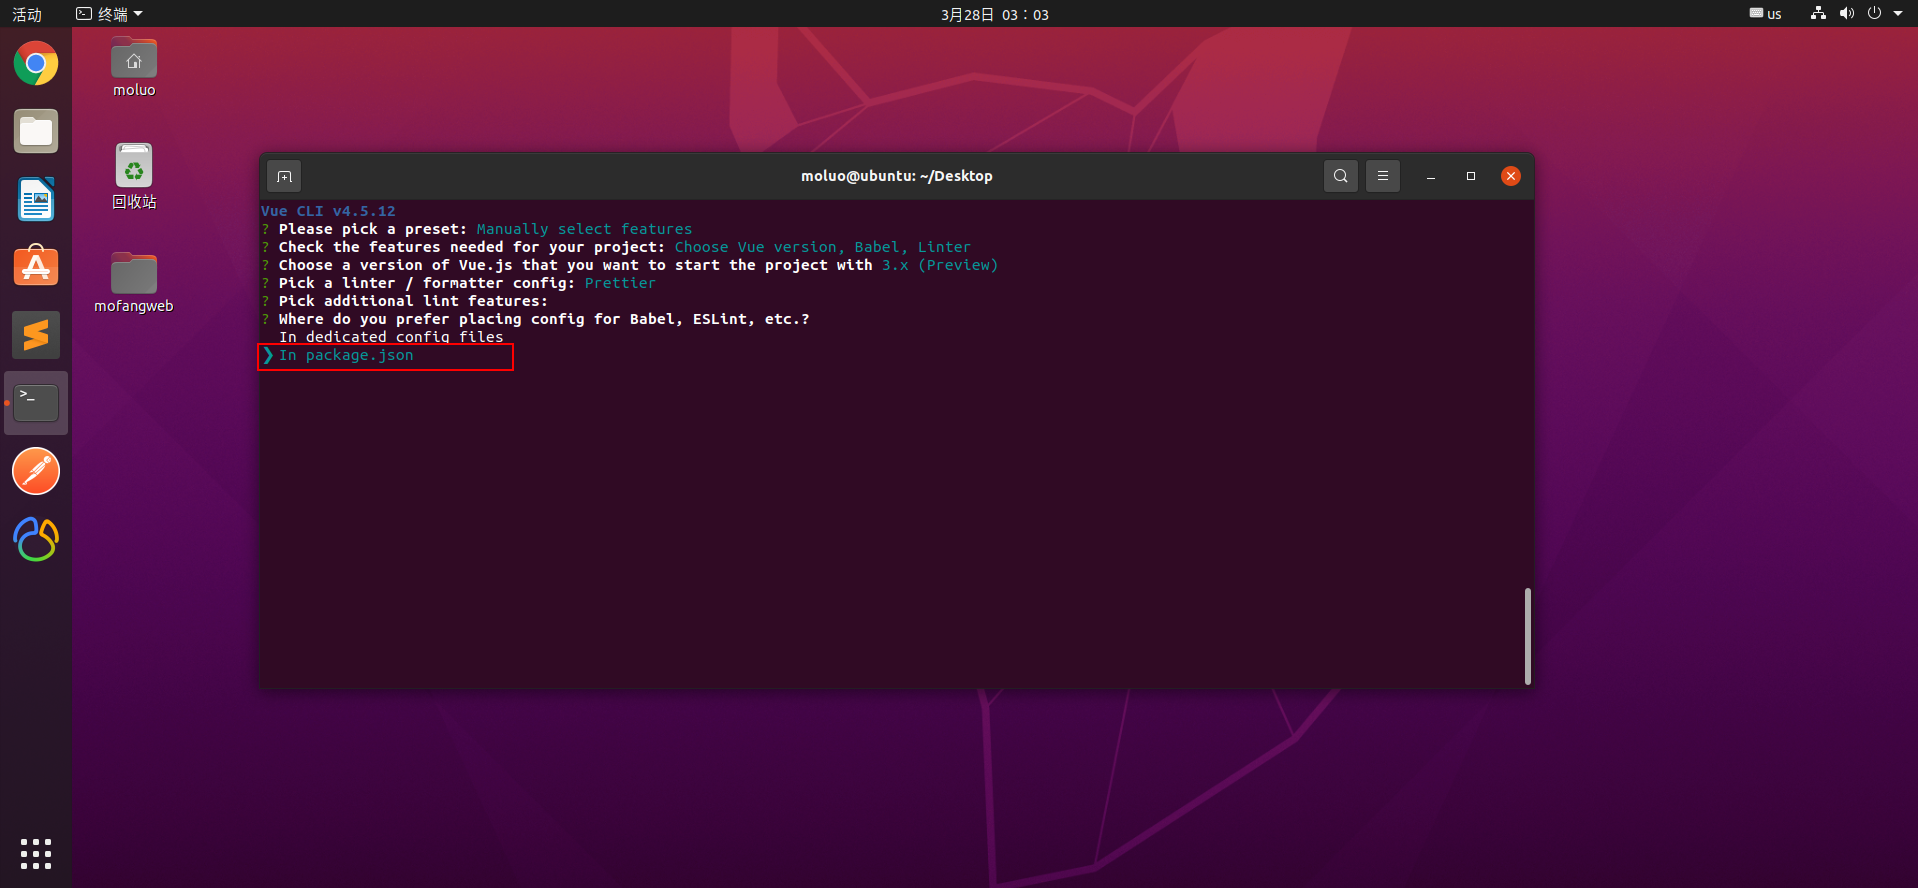 活动 终端 3月28日 03：03 us
moluo
回收站
mofangweb
moluo@ubuntu: ~/Desktop
Vue CLI v4.5.12
? Please pick a preset: Manually select features
? Check the features needed for your project: Choose Vue version, Babel, Linter
? Choose a version of Vue.js that you want to start the project with 3.x (Preview)
? Pick a linter / formatter config: Prettier
? Pick additional lint features:
? Where do you prefer placing config for Babel, ESLint, etc.?
In dedicated config files
❯ In package.json